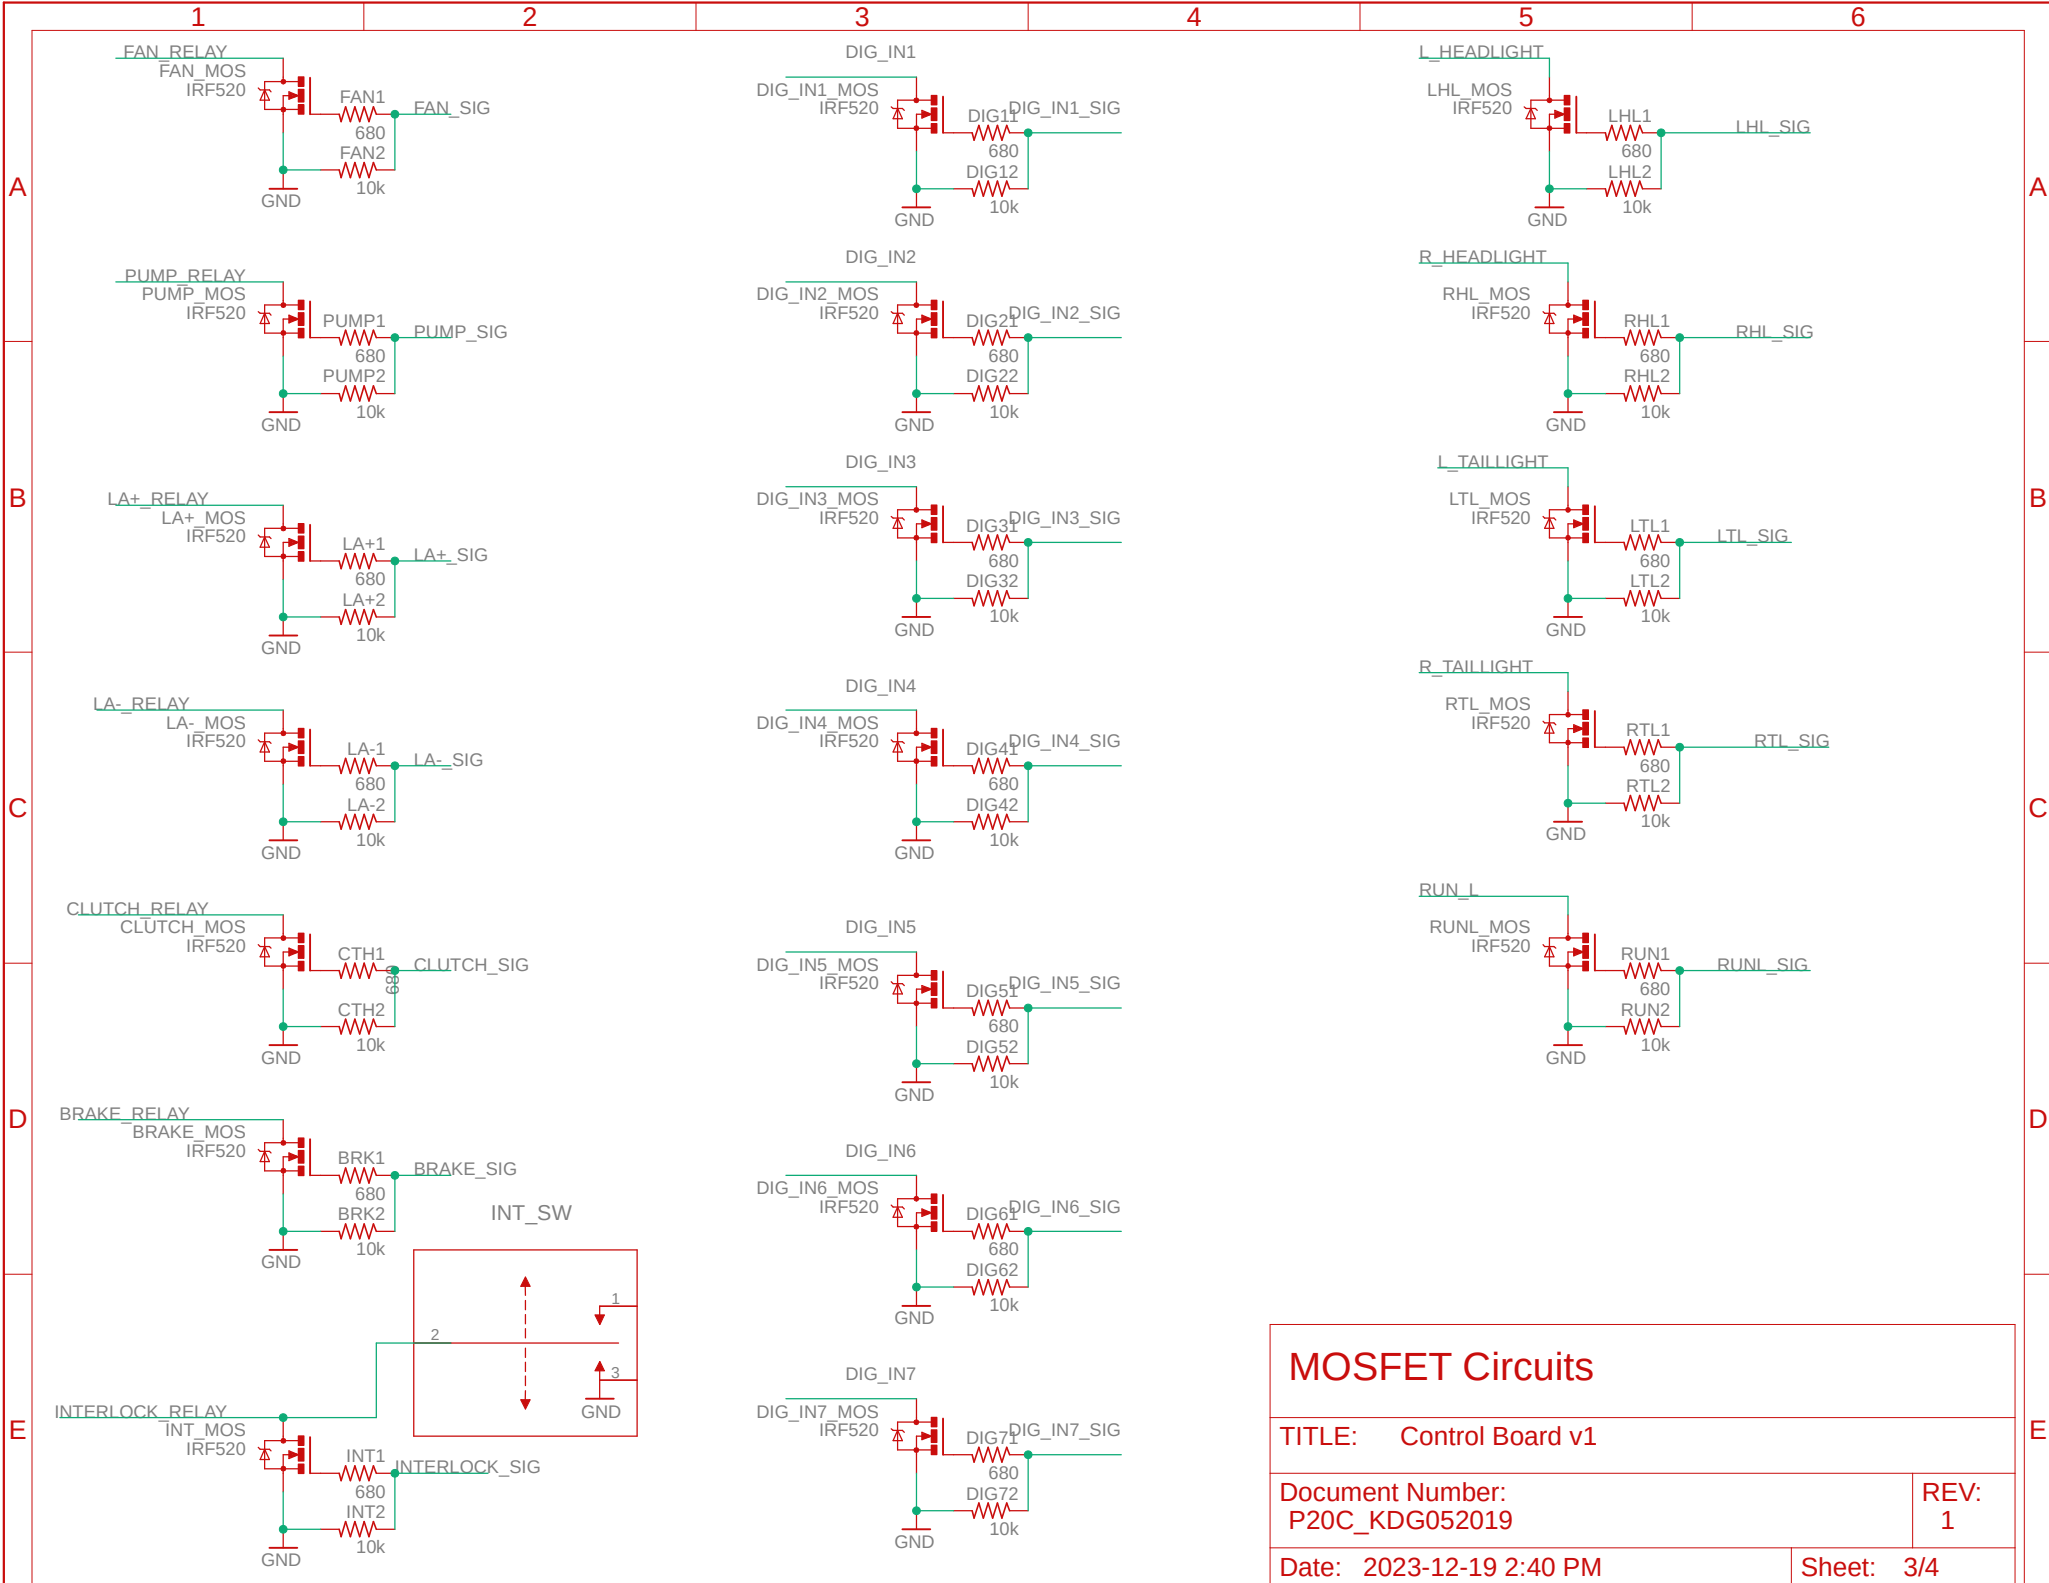 1 2 3 4 5 6
A
B
C
D
E
FAN_RELAY
FAN_MOS
IRF520
FAN1
680
FAN_SIG
FAN2
10k
GND
PUMP_RELAY
PUMP_MOS
IRF520
PUMP1
680
PUMP_SIG
PUMP2
10k
GND
LA+_RELAY
LA+_MOS
IRF520
LA+1
680
LA+_SIG
LA+2
10k
GND
LA-_RELAY
LA-_MOS
IRF520
LA-1
680
LA-_SIG
LA-2
10k
GND
CLUTCH_RELAY
CLUTCH_MOS
IRF520
CTH1
680
CLUTCH_SIG
CTH2
10k
GND
BRAKE_RELAY
BRAKE_MOS
IRF520
BRK1
680
BRAKE_SIG
BRK2
10k
GND
INT_SW
1
2
3
GND
INTERLOCK_RELAY
INT_MOS
IRF520
INT1
680
INTERLOCK_SIG
INT2
10k
GND
DIG_IN1
DIG_IN1_MOS
IRF520
DIG11
680
DIG_IN1_SIG
DIG12
10k
GND
DIG_IN2
DIG_IN2_MOS
IRF520
DIG21
680
DIG_IN2_SIG
DIG22
10k
GND
DIG_IN3
DIG_IN3_MOS
IRF520
DIG31
680
DIG_IN3_SIG
DIG32
10k
GND
DIG_IN4
DIG_IN4_MOS
IRF520
DIG41
680
DIG_IN4_SIG
DIG42
10k
GND
DIG_IN5
DIG_IN5_MOS
IRF520
DIG51
680
DIG_IN5_SIG
DIG52
10k
GND
DIG_IN6
DIG_IN6_MOS
IRF520
DIG61
680
DIG_IN6_SIG
DIG62
10k
GND
DIG_IN7
DIG_IN7_MOS
IRF520
DIG71
680
DIG_IN7_SIG
DIG72
10k
GND
L_HEADLIGHT
LHL_MOS
IRF520
LHL1
680
LHL_SIG
LHL2
10k
GND
R_HEADLIGHT
RHL_MOS
IRF520
RHL1
680
RHL_SIG
RHL2
10k
GND
L_TAILLIGHT
LTL_MOS
IRF520
LTL1
680
LTL_SIG
LTL2
10k
GND
R_TAILLIGHT
RTL_MOS
IRF520
RTL1
680
RTL_SIG
RTL2
10k
GND
RUN_L
RUNL_MOS
IRF520
RUN1
680
RUNL_SIG
RUN2
10k
GND
A
B
C
D
E
MOSFET Circuits
TITLE: Control Board v1
Document Number:
P20C_KDG052019
REV:
1
Date: 2023-12-19 2:40 PM
Sheet: 3/4